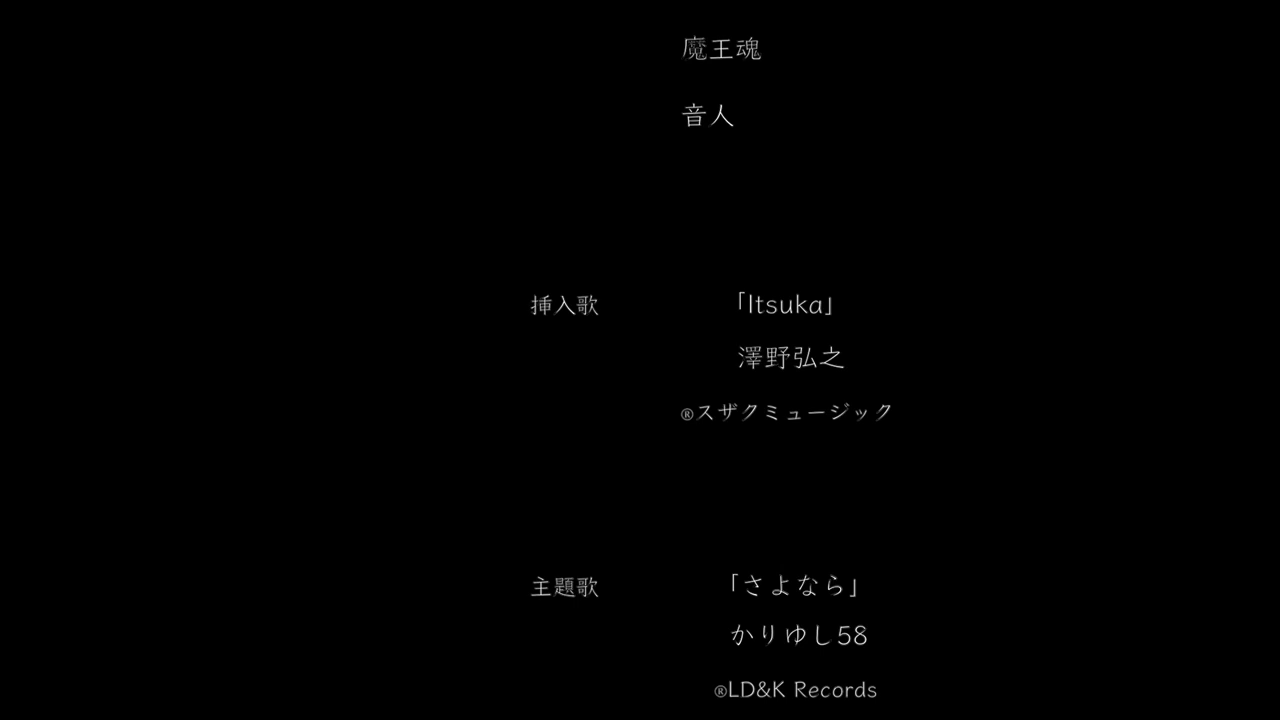 魔王魂
音人
挿入歌 「Itsuka」
澤野弘之
®スザクミュージック
主題歌 「さよなら」
かりゆし58
®LD&K Records